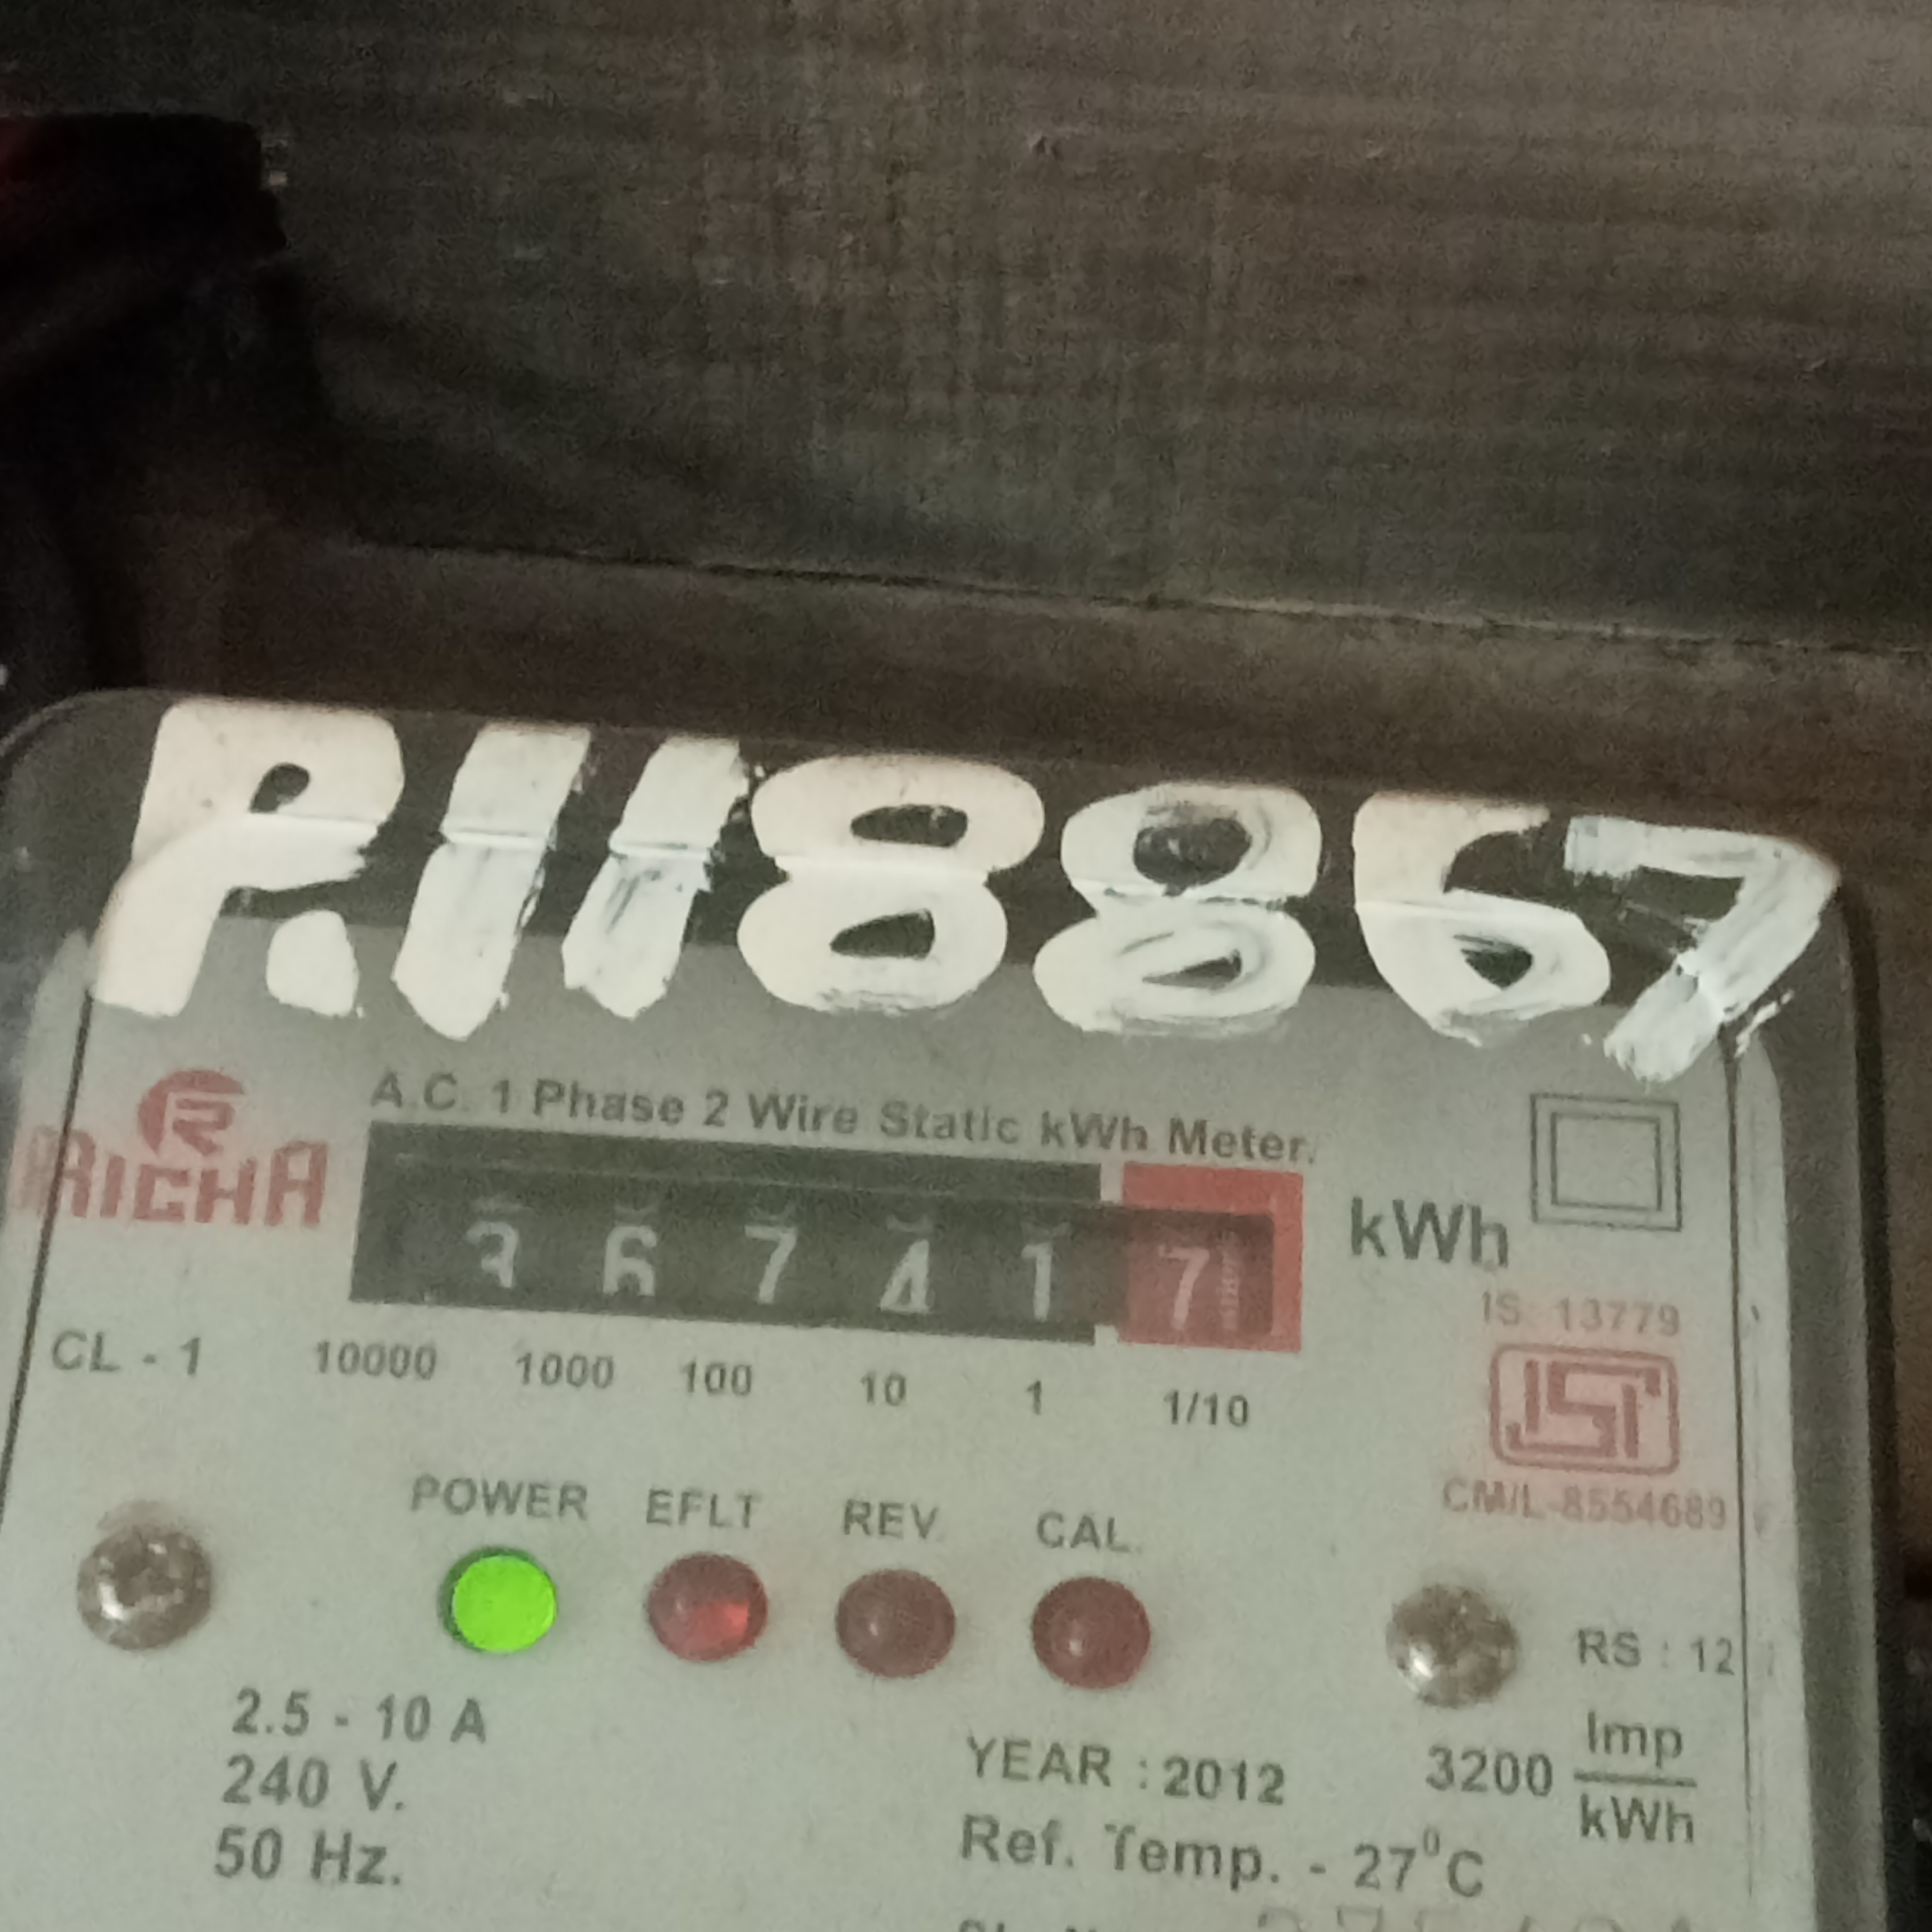 P.118867
A.C. 1 Phase 2 Wire Static kWh Meter.
RICHA
3 6 7 4 1 7 kWh
IS: 13779
CL - 1 10000 1000 100 10 1 1/10
ISI
CM/L-8554689
POWER EFLT REV. CAL.
RS : 12
2.5 - 10 A
240 V.
50 Hz.
YEAR : 2012
3200 Imp
kWh
Ref. Temp. - 27⁰C